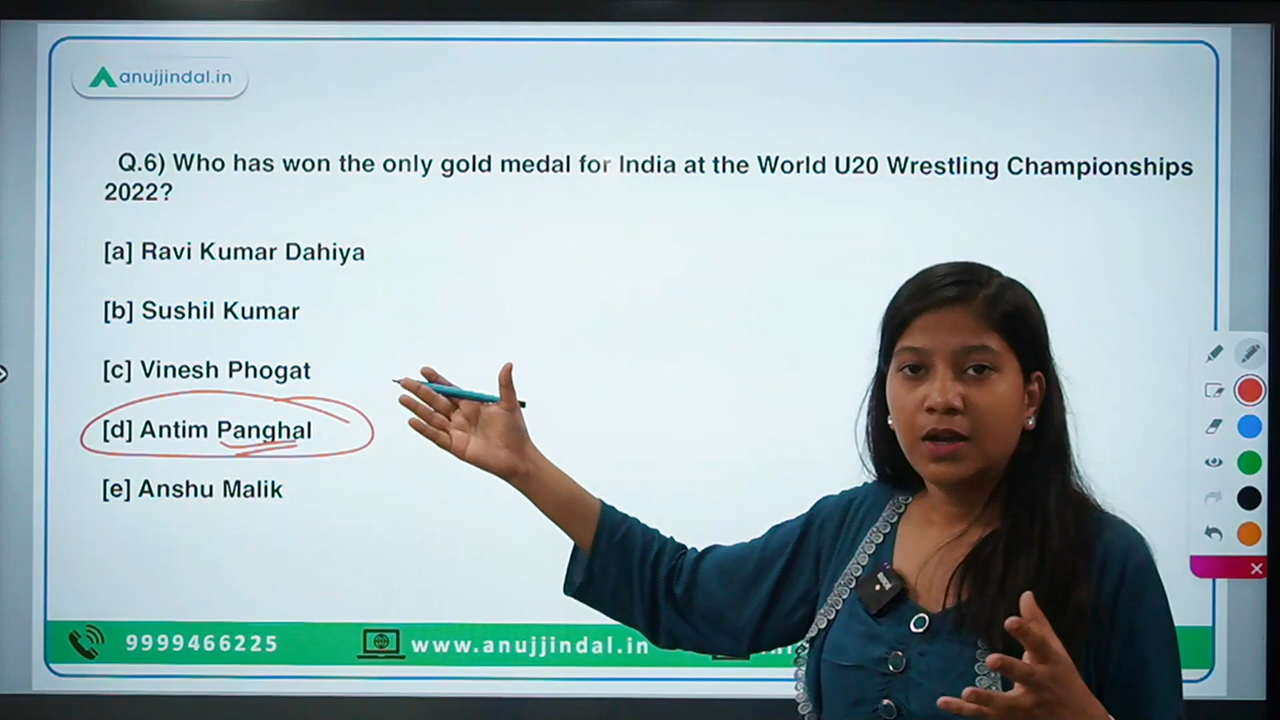 anujjindal.in
Q.6) Who has won the only gold medal for India at the World U20 Wrestling Championships
2022?
[a] Ravi Kumar Dahiya
[b] Sushil Kumar
[c] Vinesh Phogat
[d] Antim Panghal
[e] Anshu Malik
9999466225 www.anujjindal.in